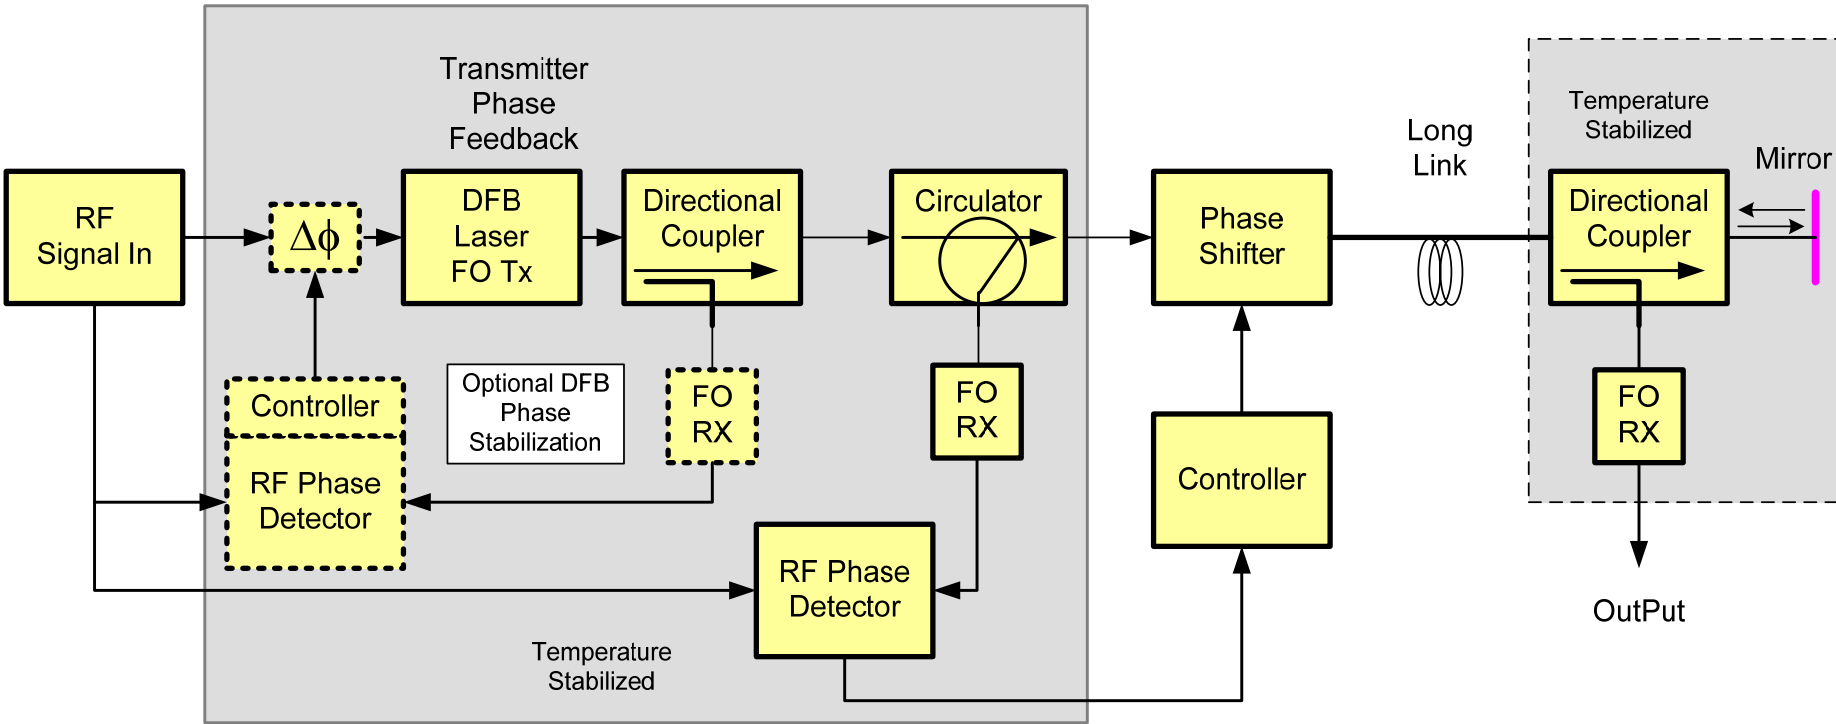 Transmitter
Phase
Feedback
RF
Signal In
Δϕ
DFB
Laser
FO Tx
Directional
Coupler
Circulator
Phase
Shifter
Long
Link
Temperature
Stabilized
Mirror
Directional
Coupler
Controller
RF Phase
Detector
Optional DFB
Phase
Stabilization
FO
RX
FO
RX
Controller
FO
RX
RF Phase
Detector
OutPut
Temperature
Stabilized